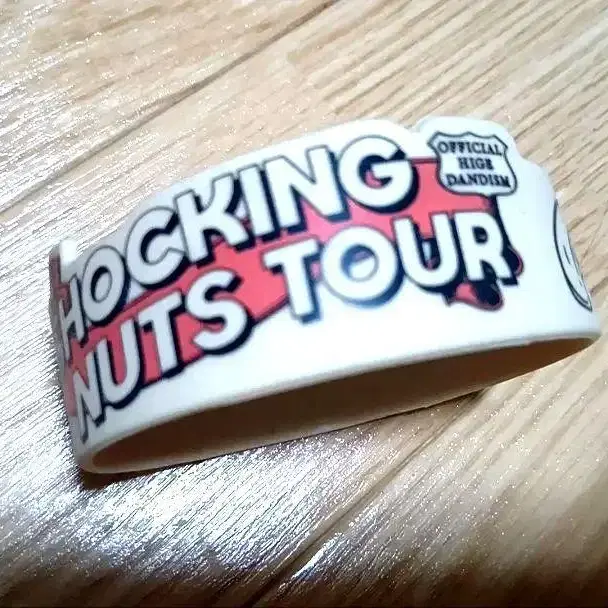 HOCKING
NUTS TOUR
OFFICIAL
HIGE
DANDISM